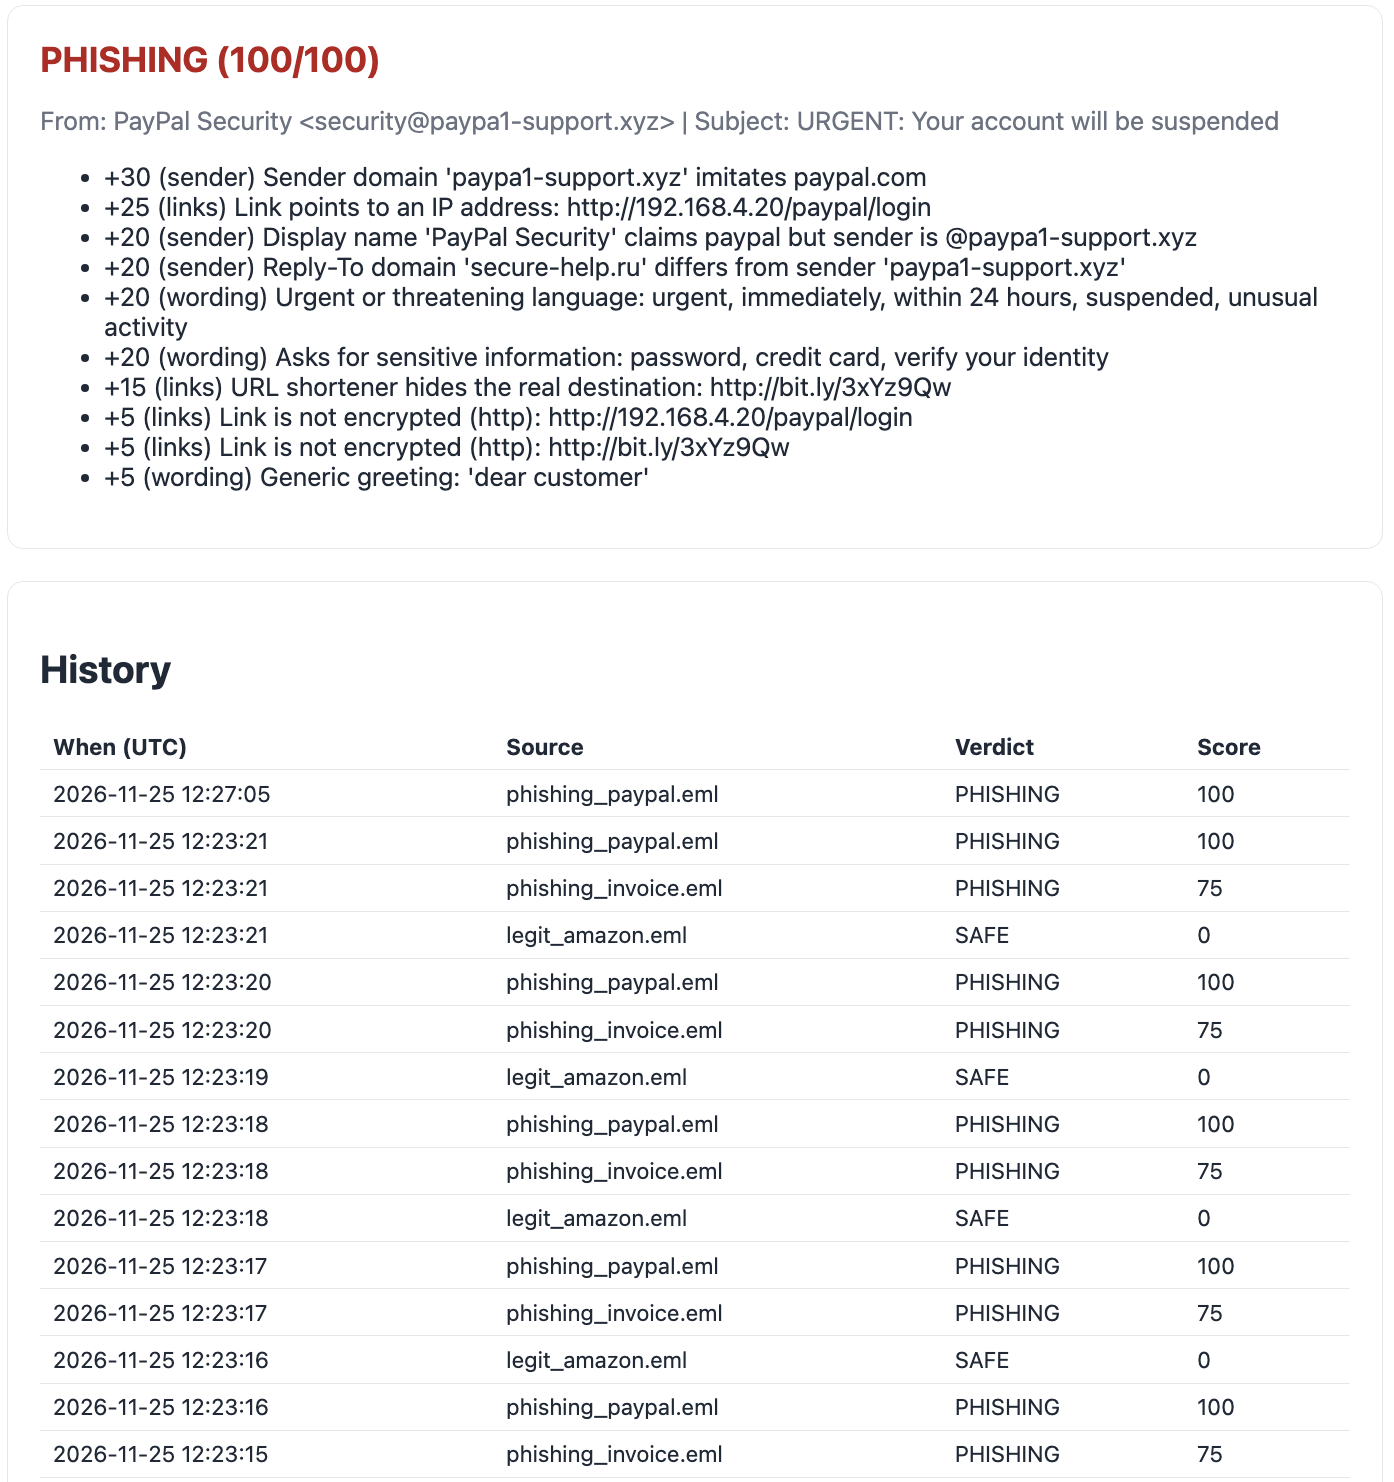 PHISHING (100/100)
From: PayPal Security <security@paypa1-support.xyz> | Subject: URGENT: Your account will be suspended
• +30 (sender) Sender domain 'paypa1-support.xyz' imitates paypal.com
• +25 (links) Link points to an IP address: http://192.168.4.20/paypal/login
• +20 (sender) Display name 'PayPal Security' claims paypal but sender is @paypa1-support.xyz
• +20 (sender) Reply-To domain 'secure-help.ru' differs from sender 'paypa1-support.xyz'
• +20 (wording) Urgent or threatening language: urgent, immediately, within 24 hours, suspended, unusual
activity
• +20 (wording) Asks for sensitive information: password, credit card, verify your identity
• +15 (links) URL shortener hides the real destination: http://bit.ly/3xYz9Qw
• +5 (links) Link is not encrypted (http): http://192.168.4.20/paypal/login
• +5 (links) Link is not encrypted (http): http://bit.ly/3xYz9Qw
• +5 (wording) Generic greeting: 'dear customer'
History
When (UTC) Source Verdict Score
2026-11-25 12:27:05 phishing_paypal.eml PHISHING 100
2026-11-25 12:23:21 phishing_paypal.eml PHISHING 100
2026-11-25 12:23:21 phishing_invoice.eml PHISHING 75
2026-11-25 12:23:21 legit_amazon.eml SAFE 0
2026-11-25 12:23:20 phishing_paypal.eml PHISHING 100
2026-11-25 12:23:20 phishing_invoice.eml PHISHING 75
2026-11-25 12:23:19 legit_amazon.eml SAFE 0
2026-11-25 12:23:18 phishing_paypal.eml PHISHING 100
2026-11-25 12:23:18 phishing_invoice.eml PHISHING 75
2026-11-25 12:23:18 legit_amazon.eml SAFE 0
2026-11-25 12:23:17 phishing_paypal.eml PHISHING 100
2026-11-25 12:23:17 phishing_invoice.eml PHISHING 75
2026-11-25 12:23:16 legit_amazon.eml SAFE 0
2026-11-25 12:23:16 phishing_paypal.eml PHISHING 100
2026-11-25 12:23:15 phishing_invoice.eml PHISHING 75